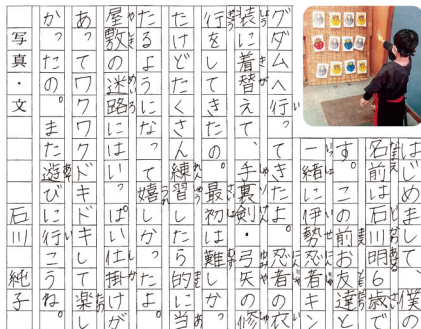 はじめまして、僕の
名前は石川明6歳で
す。この前お友達と
一緒に伊勢忍者キン
グダムへ行ってきたよ。忍者の衣
装に着替えて、手裏剣・弓矢の修
行をしてきたの。最初は難しかっ
たけどたくさん練習したら的に当
たるようになって嬉しかったよ。
屋敷の迷路にはいっぱい仕掛けが
あってワクワクドキドキして楽し
かったの。また遊びに行こうね。
写真・文 石川 純子